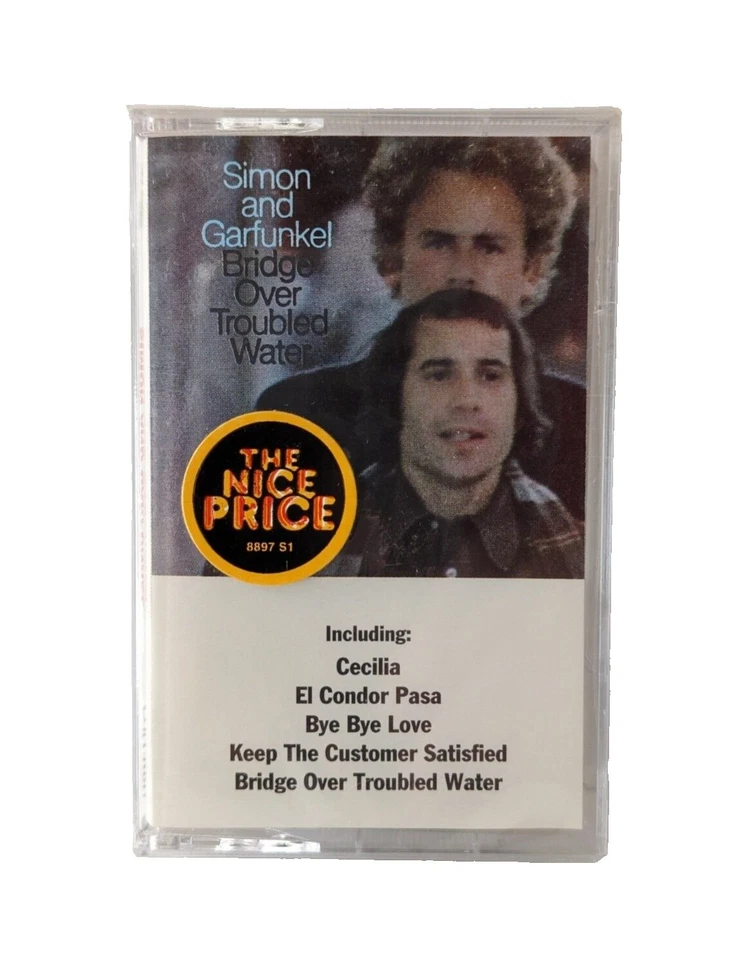 Simon
and
Garfunkel
Bridge
Over
Troubled
Water
THE
NICE
PRICE
8897 S1
Including:
Cecilia
El Condor Pasa
Bye Bye Love
Keep The Customer Satisfied
Bridge Over Troubled Water